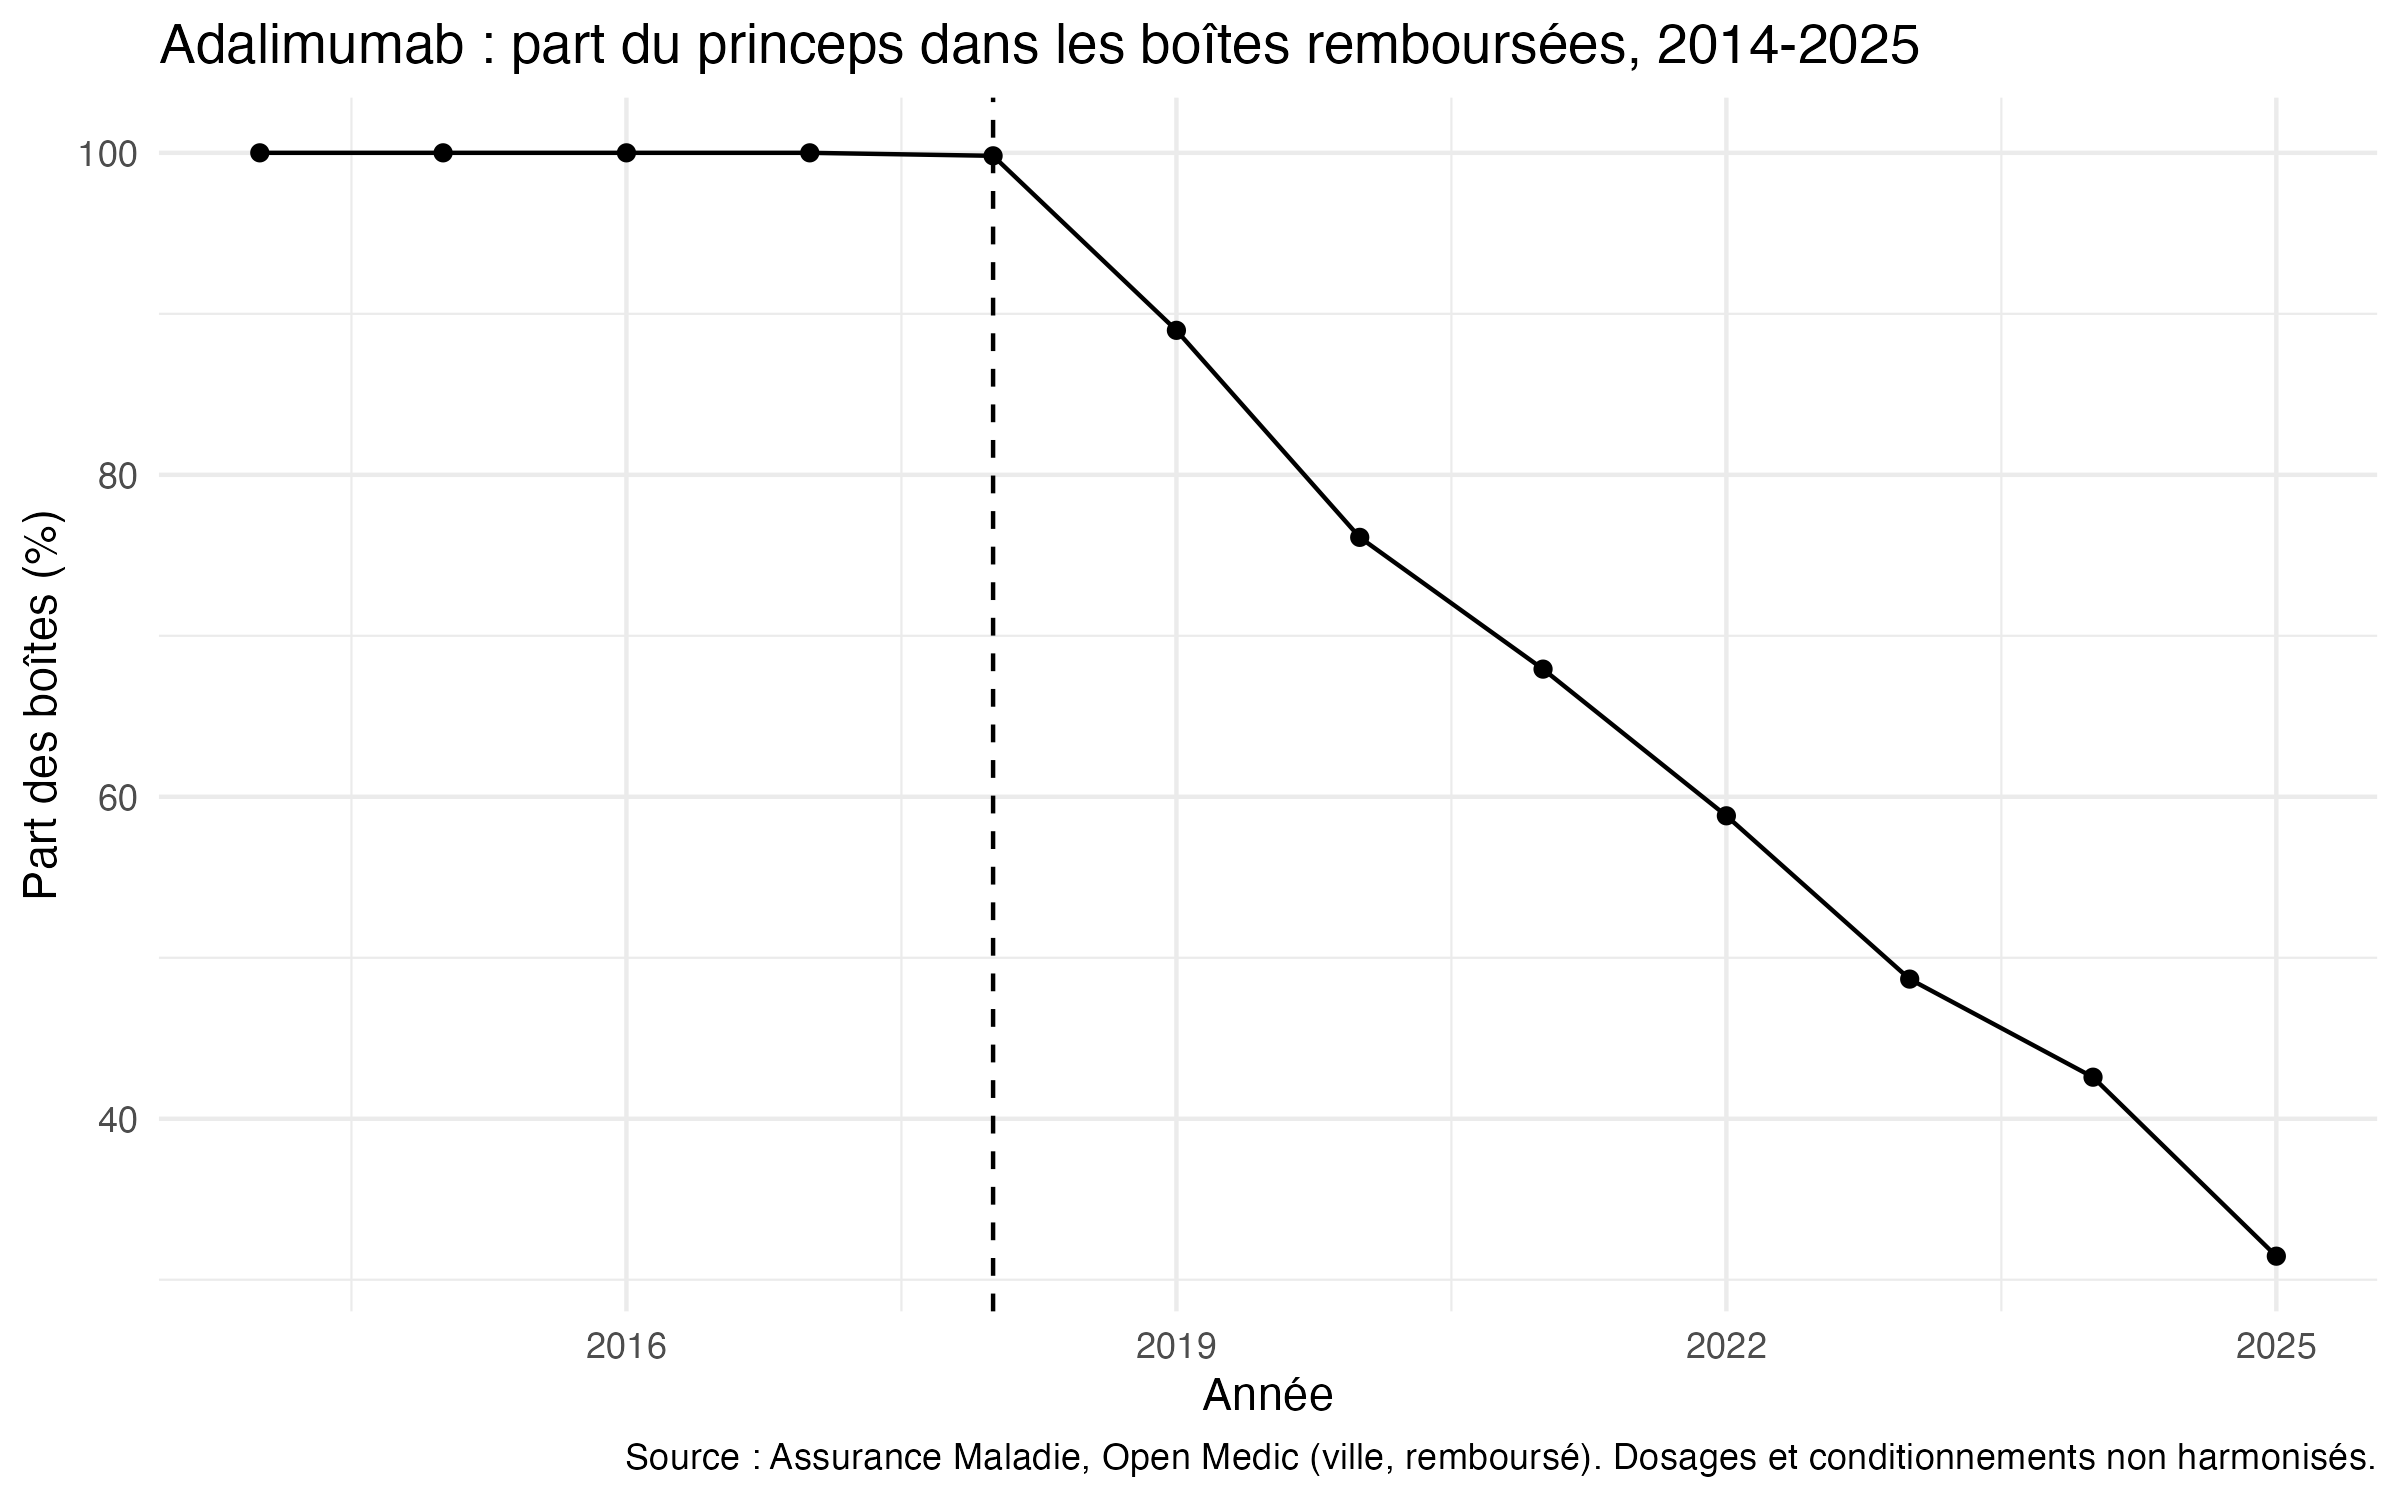 Adalimumab : part du princeps dans les boîtes remboursées, 2014-2025
Part des boîtes (%)
100
80
60
40
2016
2019
2022
2025
Année
Source : Assurance Maladie, Open Medic (ville, remboursé). Dosages et conditionnements non harmonisés.